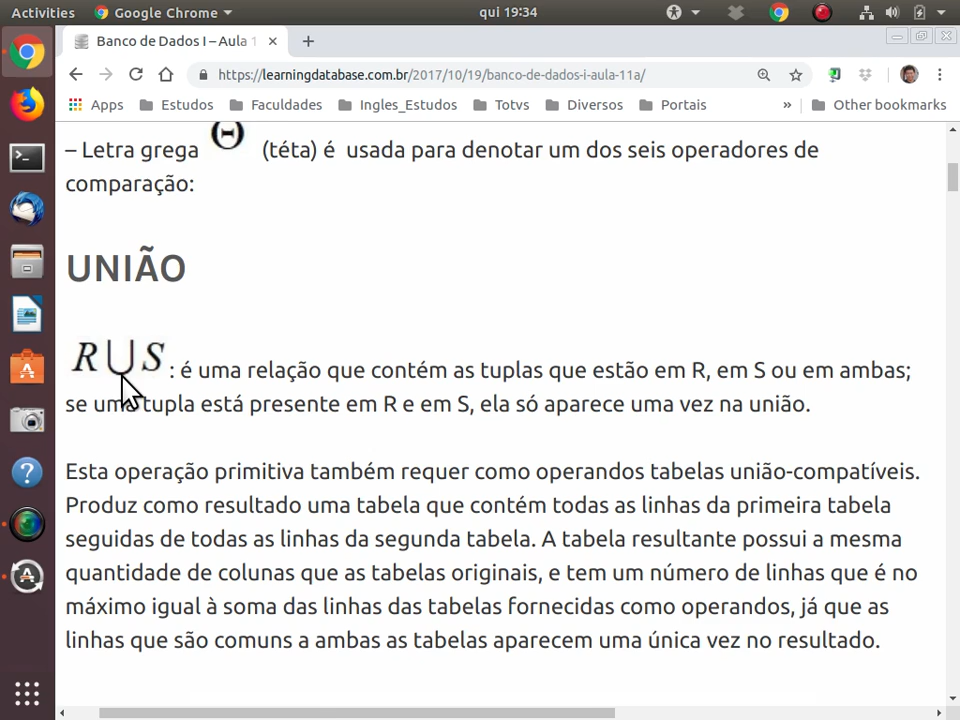 Activities Google Chrome qui 19:34
Banco de Dados I – Aula 1
https://learningdatabase.com.br/2017/10/19/banco-de-dados-i-aula-11a/
Apps Estudos Faculdades Ingles_Estudos Totvs Diversos Portais » Other bookmarks
– Letra grega Θ (téta) é usada para denotar um dos seis operadores de
comparação:
UNIÃO
R ∪ S : é uma relação que contém as tuplas que estão em R, em S ou em ambas;
se uma tupla está presente em R e em S, ela só aparece uma vez na união.
Esta operação primitiva também requer como operandos tabelas união-compatíveis.
Produz como resultado uma tabela que contém todas as linhas da primeira tabela
seguidas de todas as linhas da segunda tabela. A tabela resultante possui a mesma
quantidade de colunas que as tabelas originais, e tem um número de linhas que é no
máximo igual à soma das linhas das tabelas fornecidas como operandos, já que as
linhas que são comuns a ambas as tabelas aparecem uma única vez no resultado.